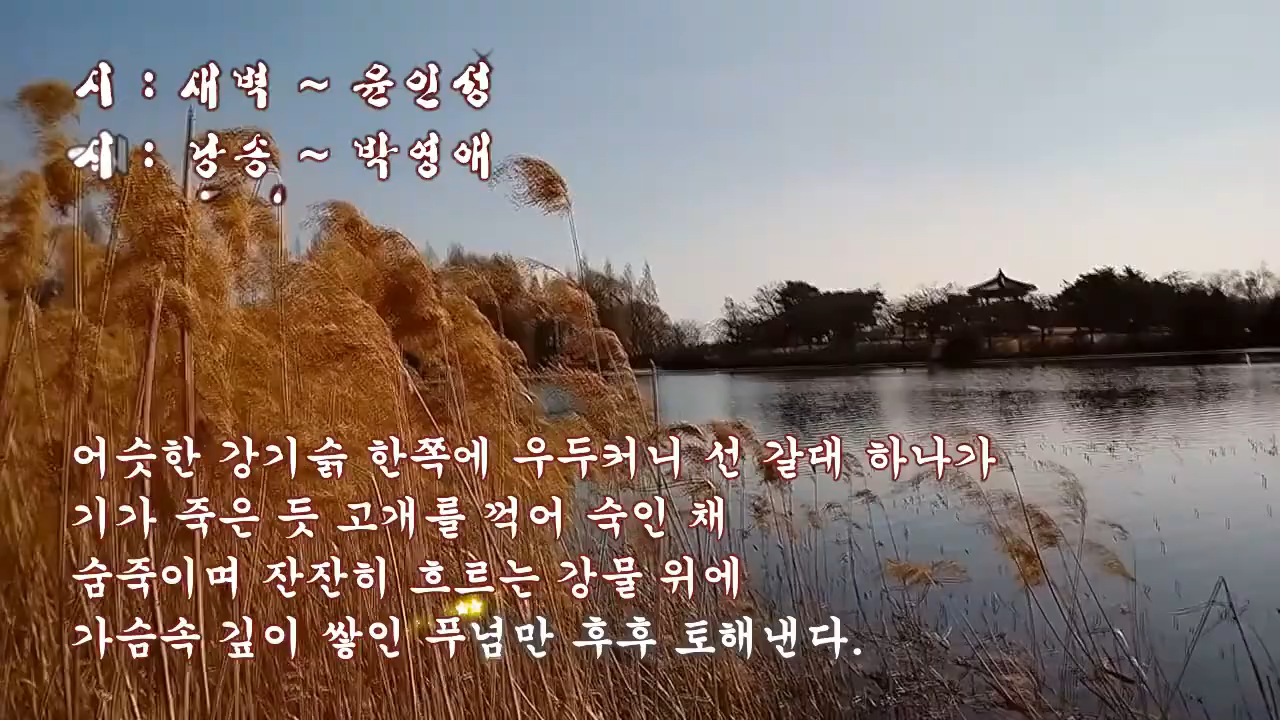 시 : 새벽 ~ 윤인성
시 : 낭송 ~ 박영애
어슷한 강기슭 한쪽에 우두커니 선 갈대 하나가
기가 죽은 듯 고개를 꺾어 숙인 채
숨죽이며 잔잔히 흐르는 강물 위에
가슴속 깊이 쌓인 푸념만 후후 토해낸다.